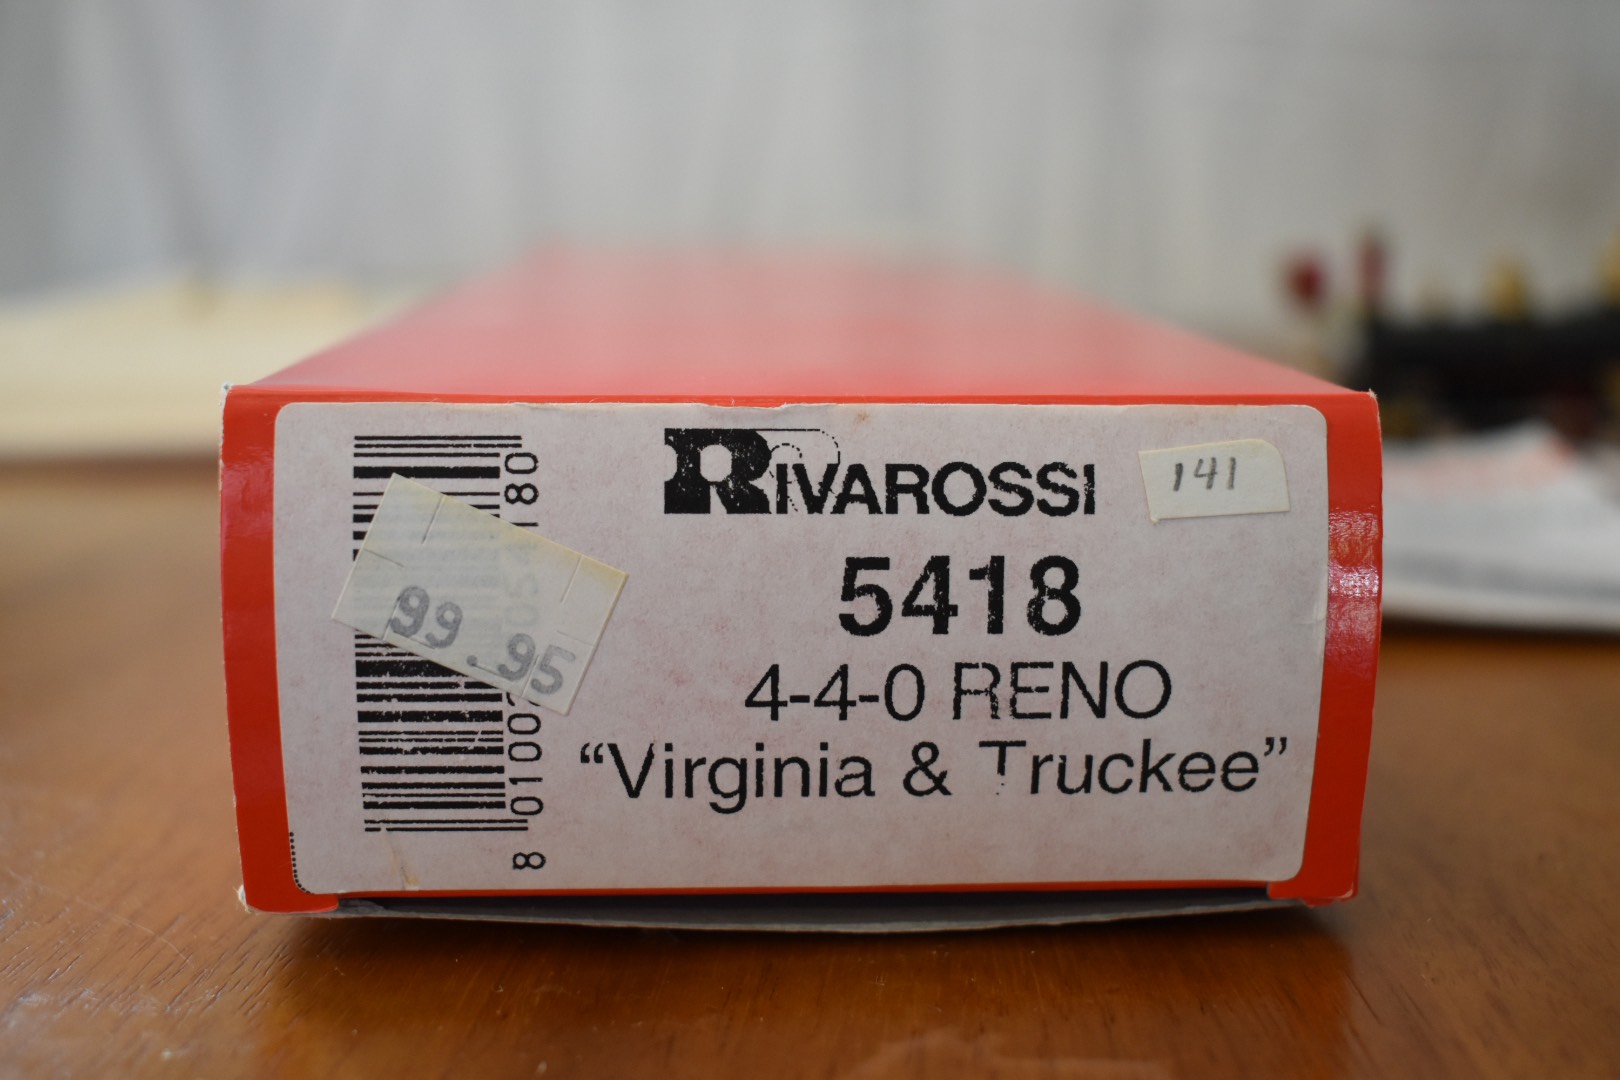 RIVAROSSI
141
5418
4-4-0 RENO
“Virginia & Truckee”
99.95